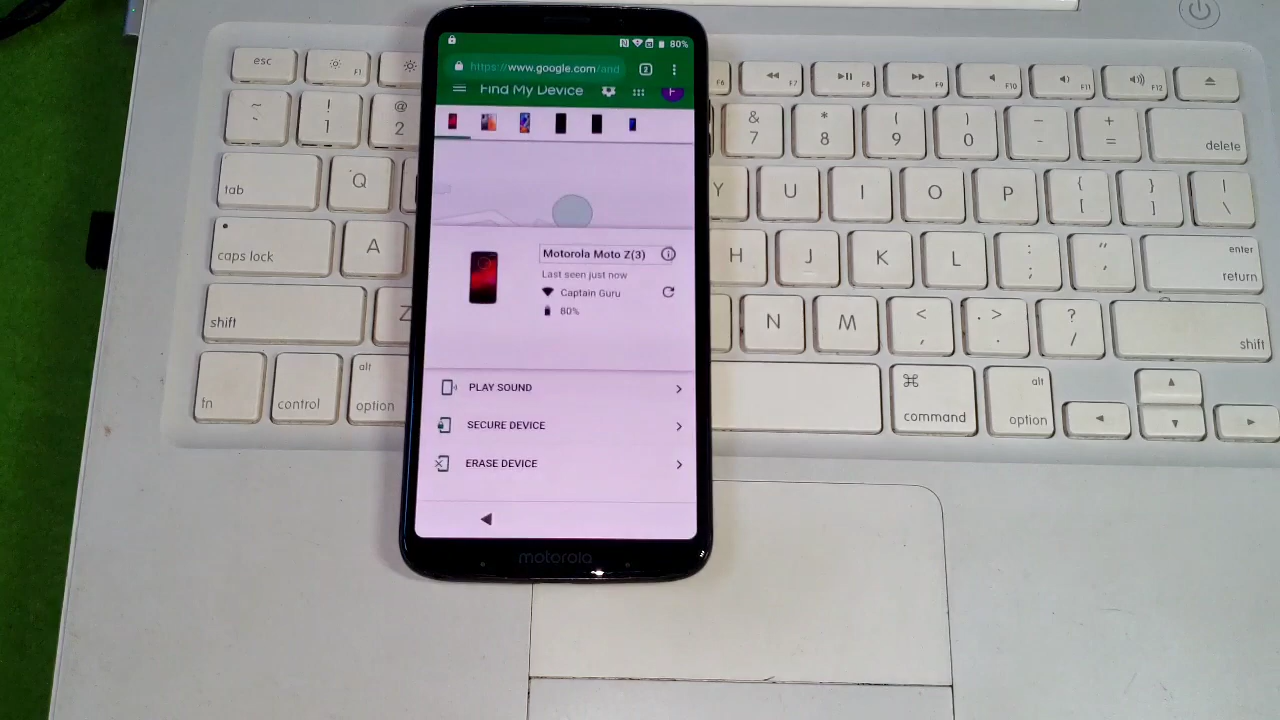 80%
https://www.google.com/and
2
Find My Device
F
Motorola Moto Z(3)
Last seen just now
Captain Guru
80%
PLAY SOUND
SECURE DEVICE
ERASE DEVICE
motorola
esc
F1
F6
F7
F8
F9
F10
F11
F12
~
`
!
1
@
2
&
7
*
8
(
9
)
0
_
-
+
=
delete
tab
Q
Y
U
I
O
P
{
[
}
]
|
\
caps lock
A
H
J
K
L
:
;
"
'
enter
return
shift
Z
N
M
<
,
>
.
?
/
shift
fn
control
alt
option
⌘
command
alt
option